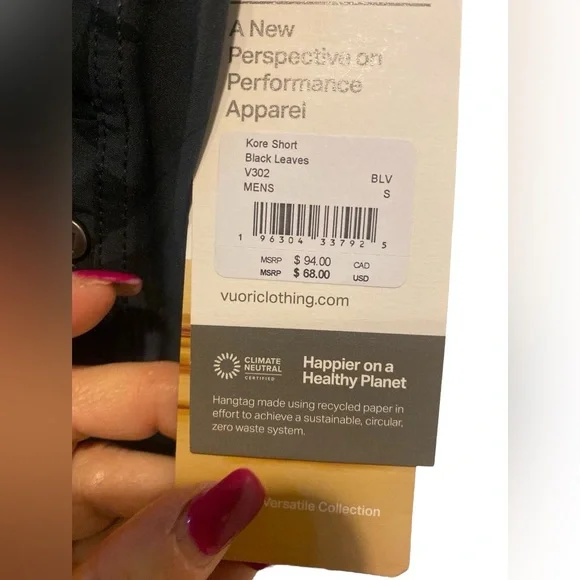 A New
Perspective on
Performance
Apparel
Kore Short
Black Leaves
V302 BLV
MENS S
1 96304 33792 5
MSRP $ 94.00 CAD
MSRP $ 68.00 USD
vuoriclothing.com
CLIMATE
NEUTRAL
CERTIFIED
Happier on a
Healthy Planet
Hangtag made using recycled paper in
effort to achieve a sustainable, circular,
zero waste system.
Versatile Collection